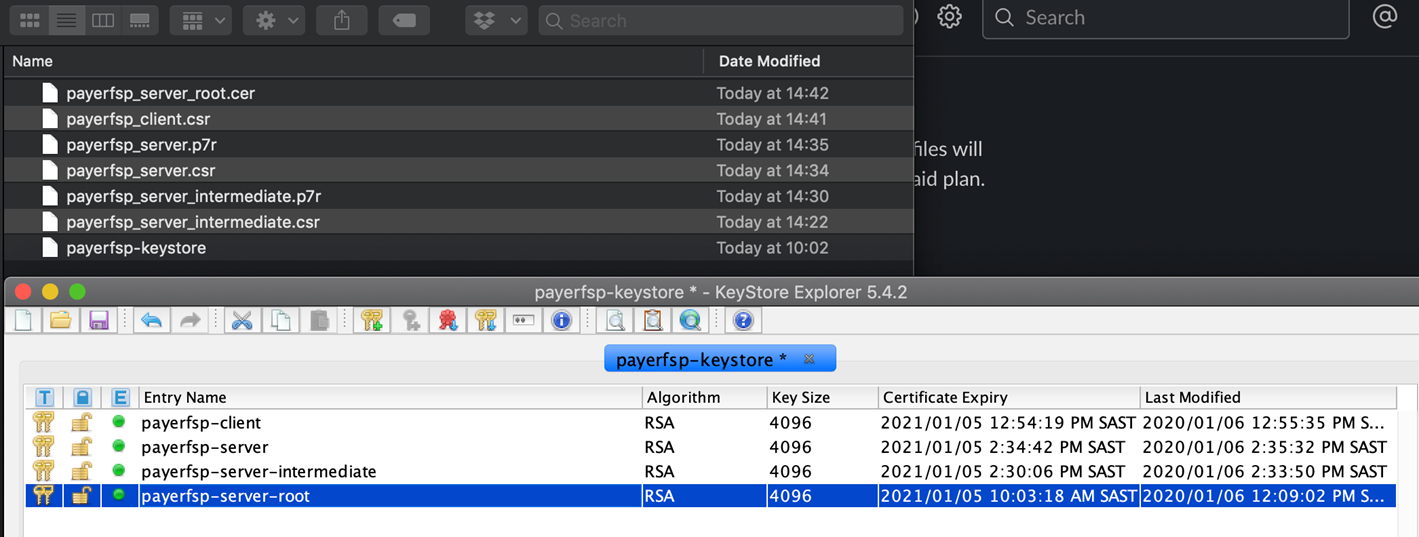 Search
Search
@
Name Date Modified
payerfsp_server_root.cer Today at 14:42
payerfsp_client.csr Today at 14:41
payerfsp_server.p7r Today at 14:35
payerfsp_server.csr Today at 14:34
payerfsp_server_intermediate.p7r Today at 14:30
payerfsp_server_intermediate.csr Today at 14:22
payerfsp-keystore Today at 10:02
files will
aid plan.
payerfsp-keystore * - KeyStore Explorer 5.4.2
payerfsp-keystore *
T E Entry Name Algorithm Key Size Certificate Expiry Last Modified
payerfsp-client RSA 4096 2021/01/05 12:54:19 PM SAST 2020/01/06 12:55:35 PM S...
payerfsp-server RSA 4096 2021/01/05 2:34:42 PM SAST 2020/01/06 2:35:32 PM SAST
payerfsp-server-intermediate RSA 4096 2021/01/05 2:30:06 PM SAST 2020/01/06 2:33:50 PM SAST
payerfsp-server-root RSA 4096 2021/01/05 10:03:18 AM SAST 2020/01/06 12:09:02 PM S...